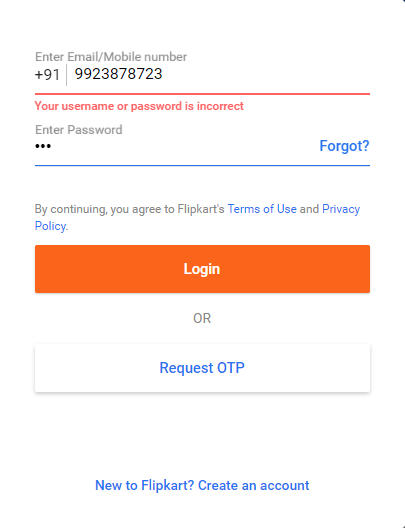 Enter Email/Mobile number
+91 9923878723
Your username or password is incorrect
Enter Password
••• Forgot?
By continuing, you agree to Flipkart's Terms of Use and Privacy
Policy.
Login
OR
Request OTP
New to Flipkart? Create an account